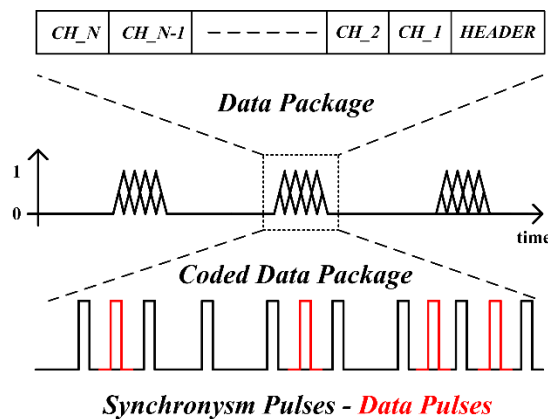 CH_N CH_N-1 CH_2 CH_1 HEADER
Data Package
1
0
time
Coded Data Package
Synchronysm Pulses - Data Pulses